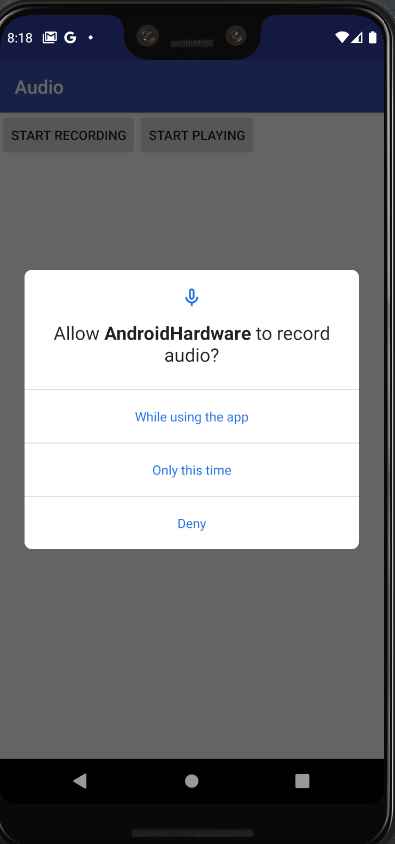 8:18
Audio
START RECORDING START PLAYING
Allow AndroidHardware to record
audio?
While using the app
Only this time
Deny